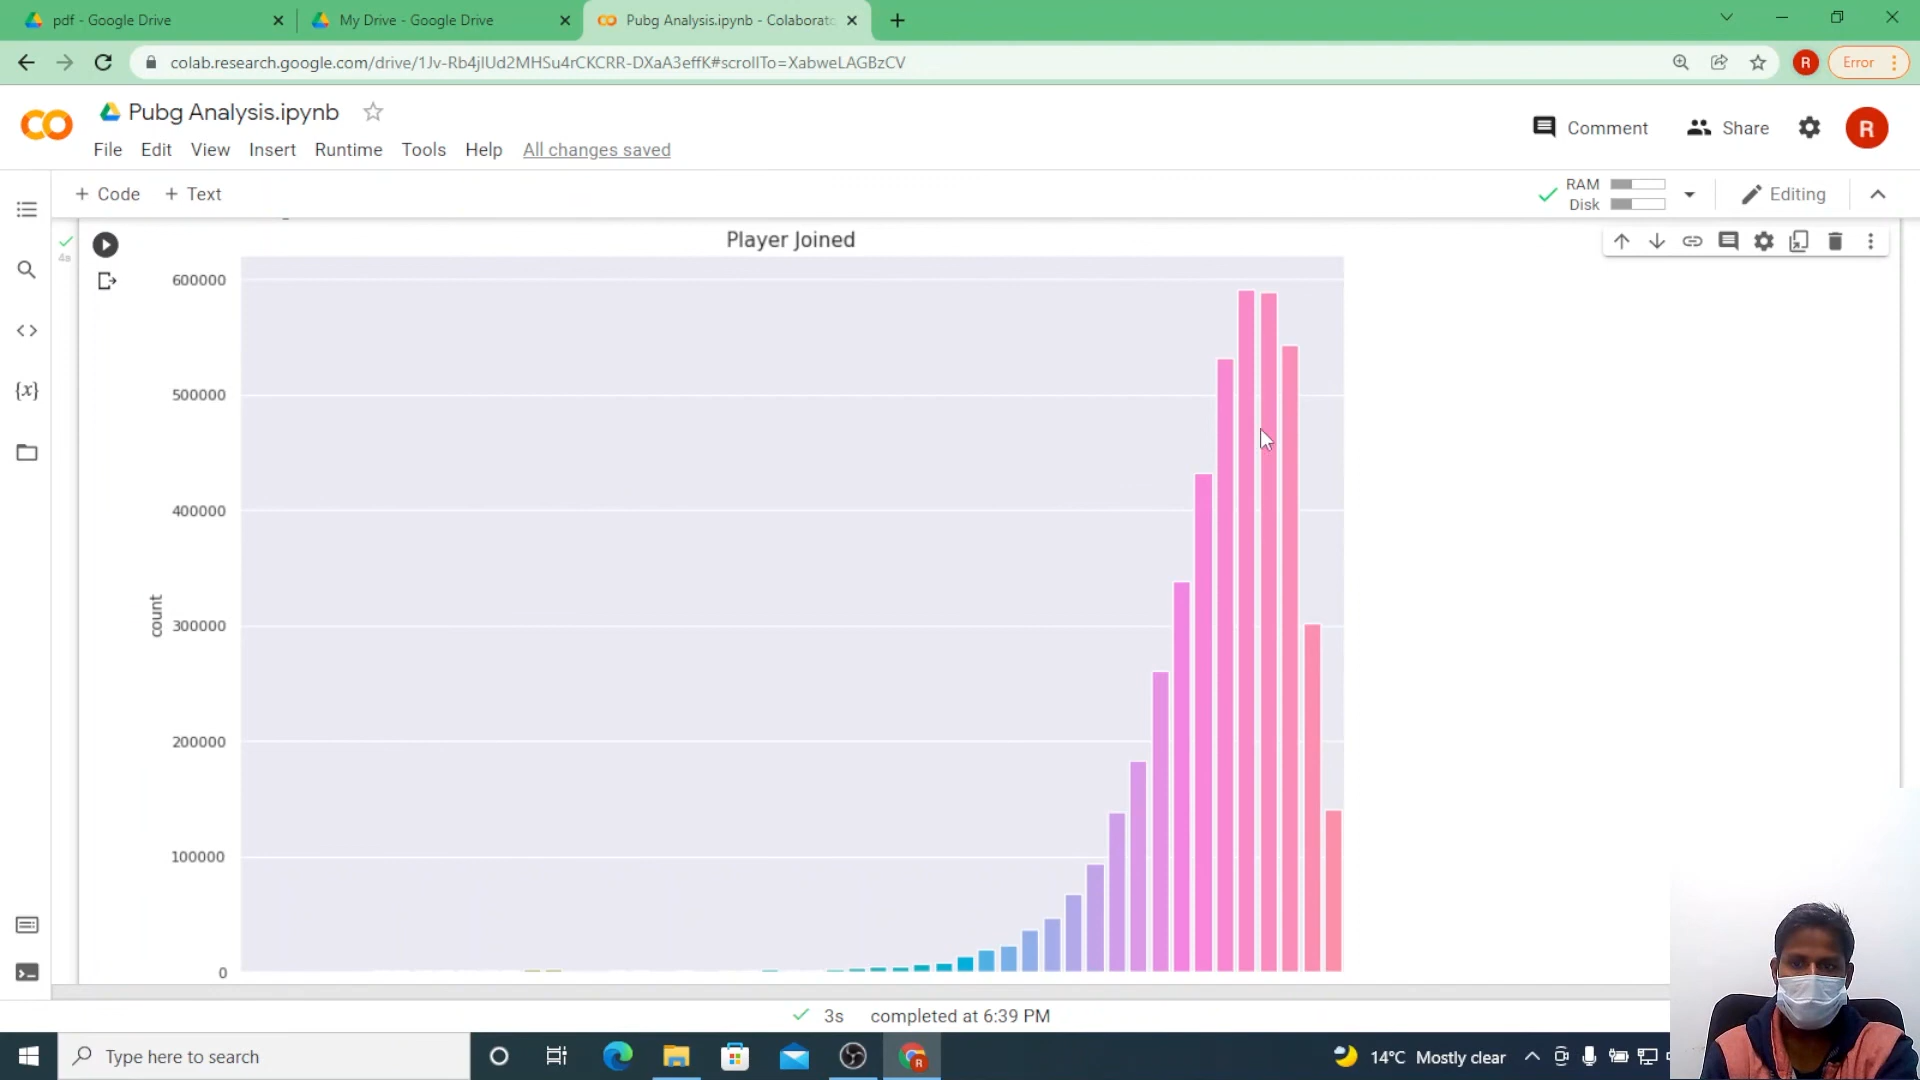 pdf - Google Drive
My Drive - Google Drive
Pubg Analysis.ipynb - Colaborato
colab.research.google.com/drive/1Jv-Rb4jlUd2MHSu4rCKCRR-DXaA3effK#scrollTo=XabweLAGBzCV
R
Error
CO
Pubg Analysis.ipynb
Comment
Share
R
File Edit View Insert Runtime Tools Help All changes saved
+ Code + Text
RAM
Disk
Editing
4s
Player Joined
600000
500000
400000
count
300000
200000
100000
0
{x}
3s completed at 6:39 PM
Type here to search
R
14°C Mostly clear